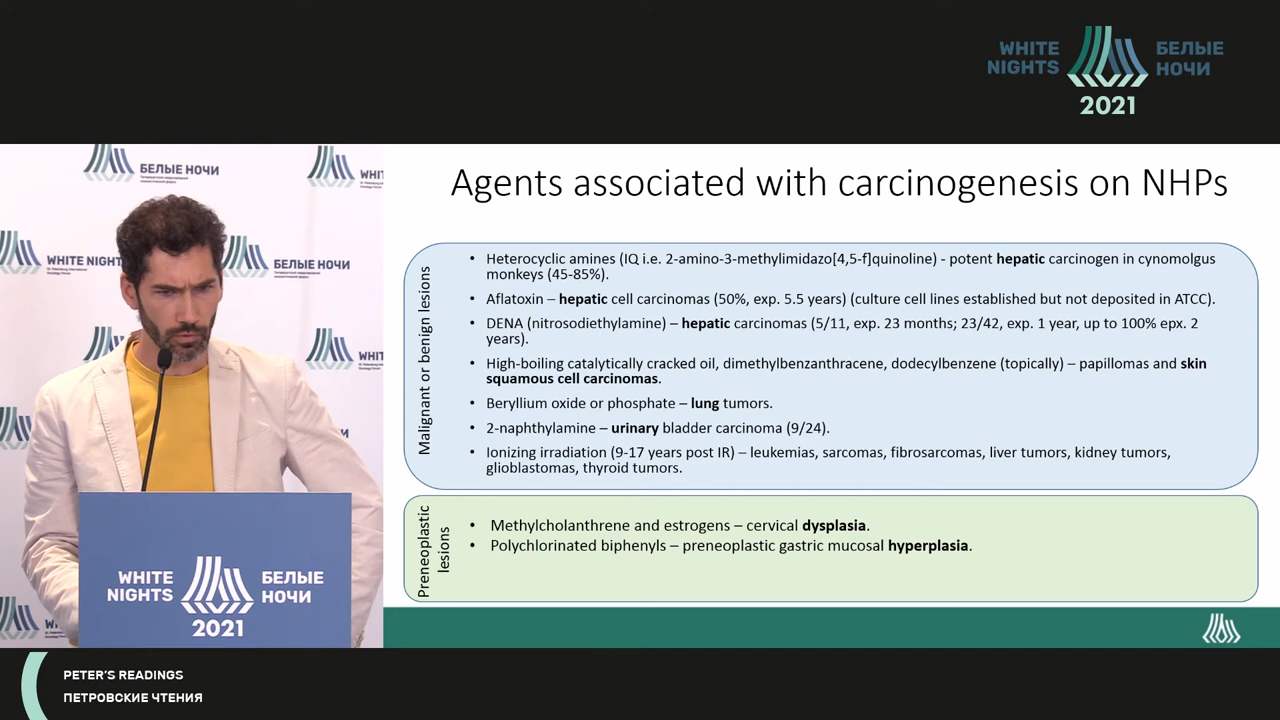 WHITE
NIGHTS
БЕЛЫЕ
НОЧИ
2021
БЕЛЫЕ НОЧИ
WHITE NIGHT
БЕЛЫЕ НОЧИ
WHITE
NIGHTS
БЕЛЫЕ
НОЧИ
2021
Agents associated with carcinogenesis on NHPs
Malignant or benign lesions
• Heterocyclic amines (IQ i.e. 2-amino-3-methylimidazo[4,5-f]quinoline) - potent hepatic carcinogen in cynomolgus
monkeys (45-85%).
• Aflatoxin – hepatic cell carcinomas (50%, exp. 5.5 years) (culture cell lines established but not deposited in ATCC).
• DENA (nitrosodiethylamine) – hepatic carcinomas (5/11, exp. 23 months; 23/42, exp. 1 year, up to 100% epx. 2
years).
• High-boiling catalytically cracked oil, dimethylbenzanthracene, dodecylbenzene (topically) – papillomas and skin
squamous cell carcinomas.
• Beryllium oxide or phosphate – lung tumors.
• 2-naphthylamine – urinary bladder carcinoma (9/24).
• Ionizing irradiation (9-17 years post IR) – leukemias, sarcomas, fibrosarcomas, liver tumors, kidney tumors,
glioblastomas, thyroid tumors.
Preneoplastic
lesions
• Methylcholanthrene and estrogens – cervical dysplasia.
• Polychlorinated biphenyls – preneoplastic gastric mucosal hyperplasia.
PETER'S READINGS
ПЕТРОВСКИЕ ЧТЕНИЯ